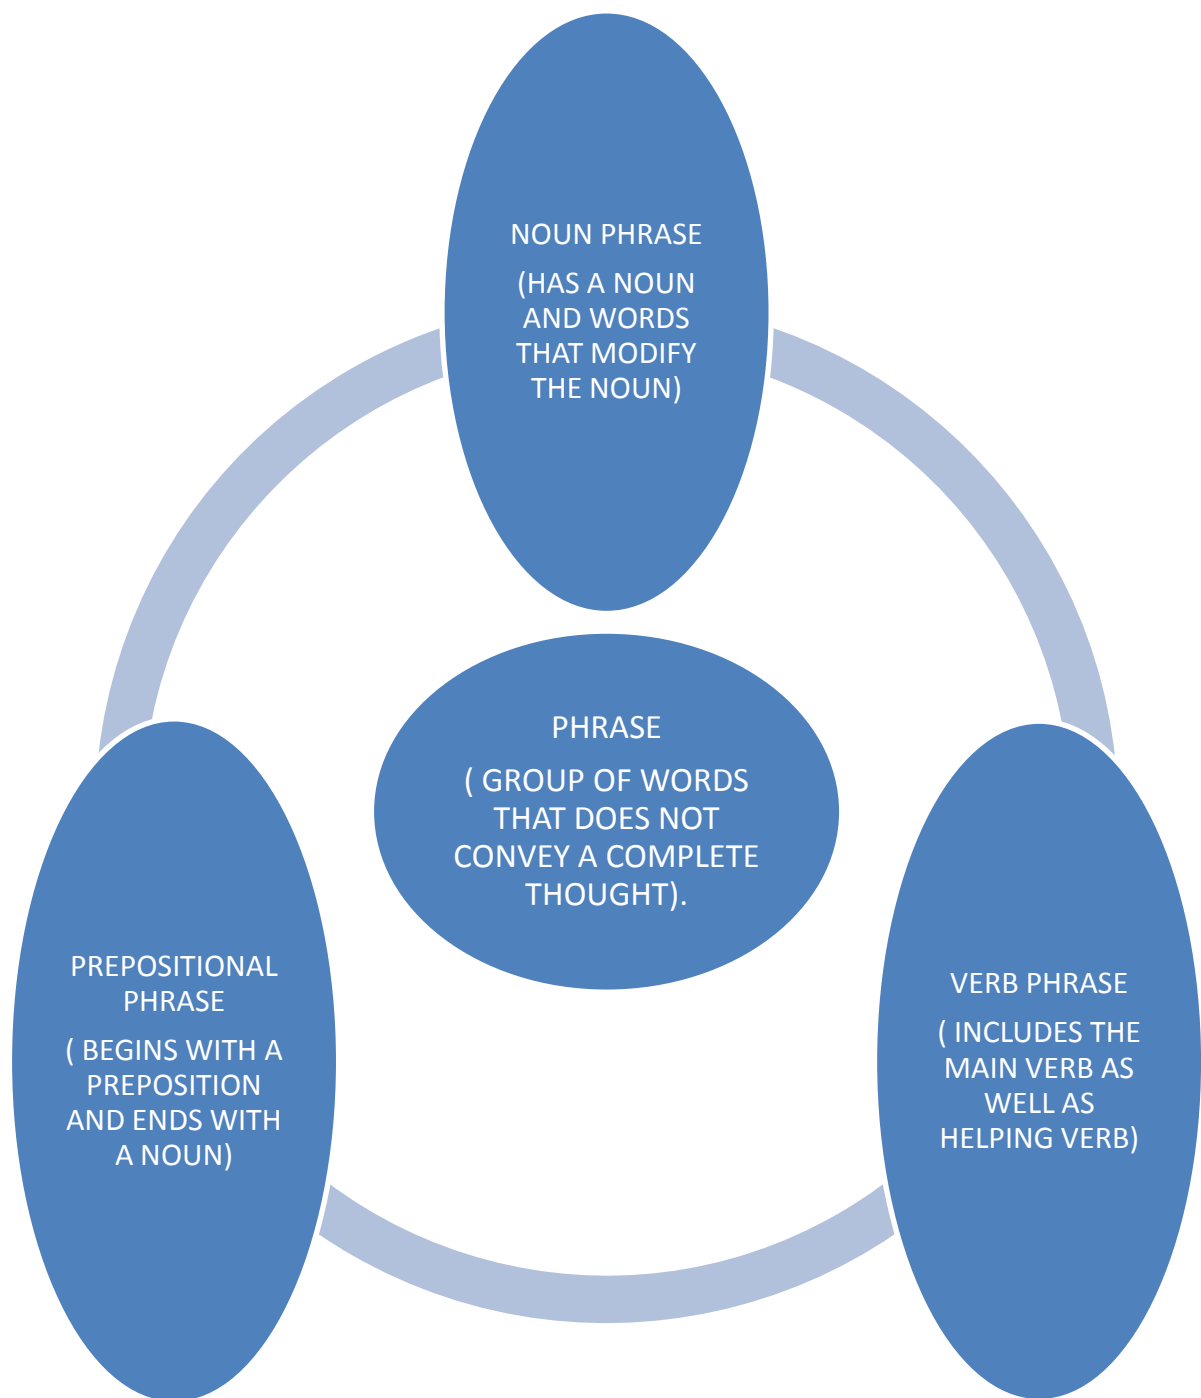 NOUN PHRASE
(HAS A NOUN
AND WORDS
THAT MODIFY
THE NOUN)
PHRASE
( GROUP OF WORDS
THAT DOES NOT
CONVEY A COMPLETE
THOUGHT).
PREPOSITIONAL
PHRASE
( BEGINS WITH A
PREPOSITION
AND ENDS WITH
A NOUN)
VERB PHRASE
( INCLUDES THE
MAIN VERB AS
WELL AS
HELPING VERB)